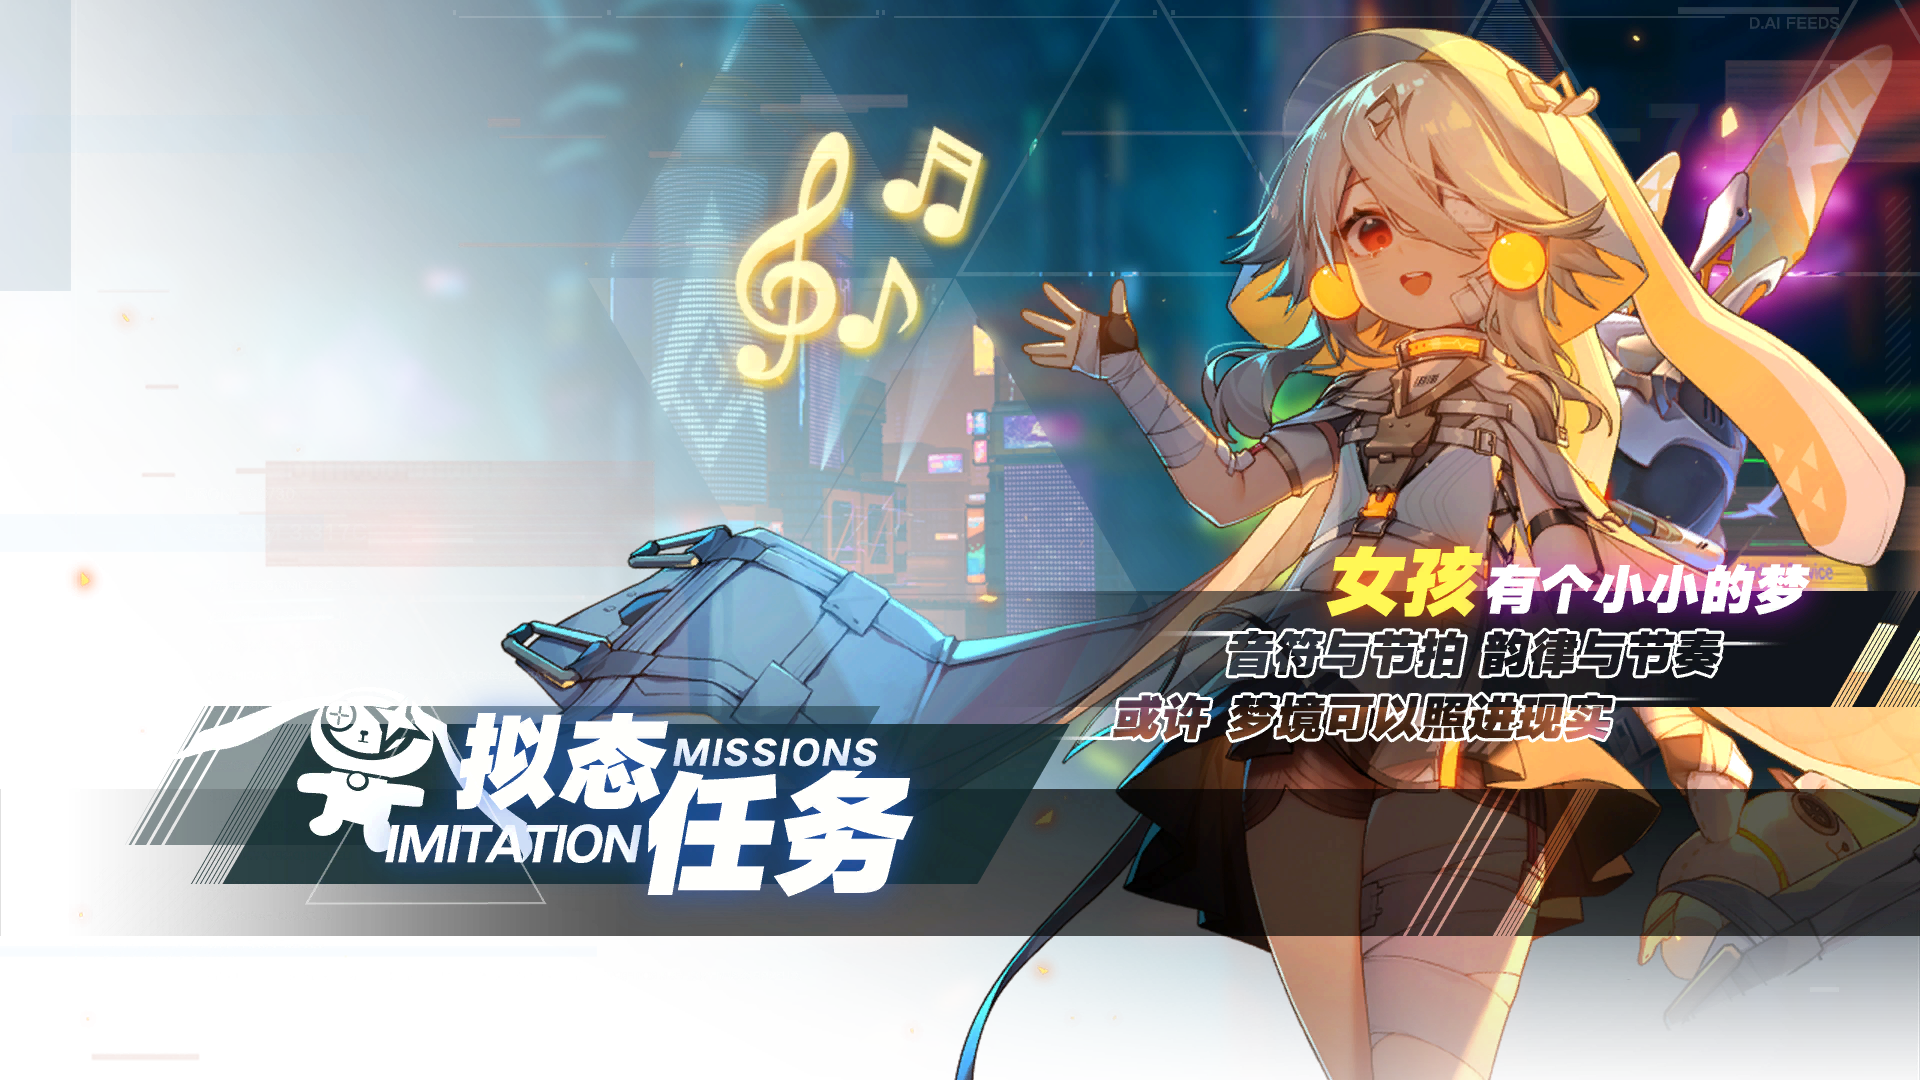 D.AI FEEDS
女孩有个小小的梦
音符与节拍 韵律与节奏
或许 梦境可以照进现实
拟态 MISSIONS
IMITATION 任务